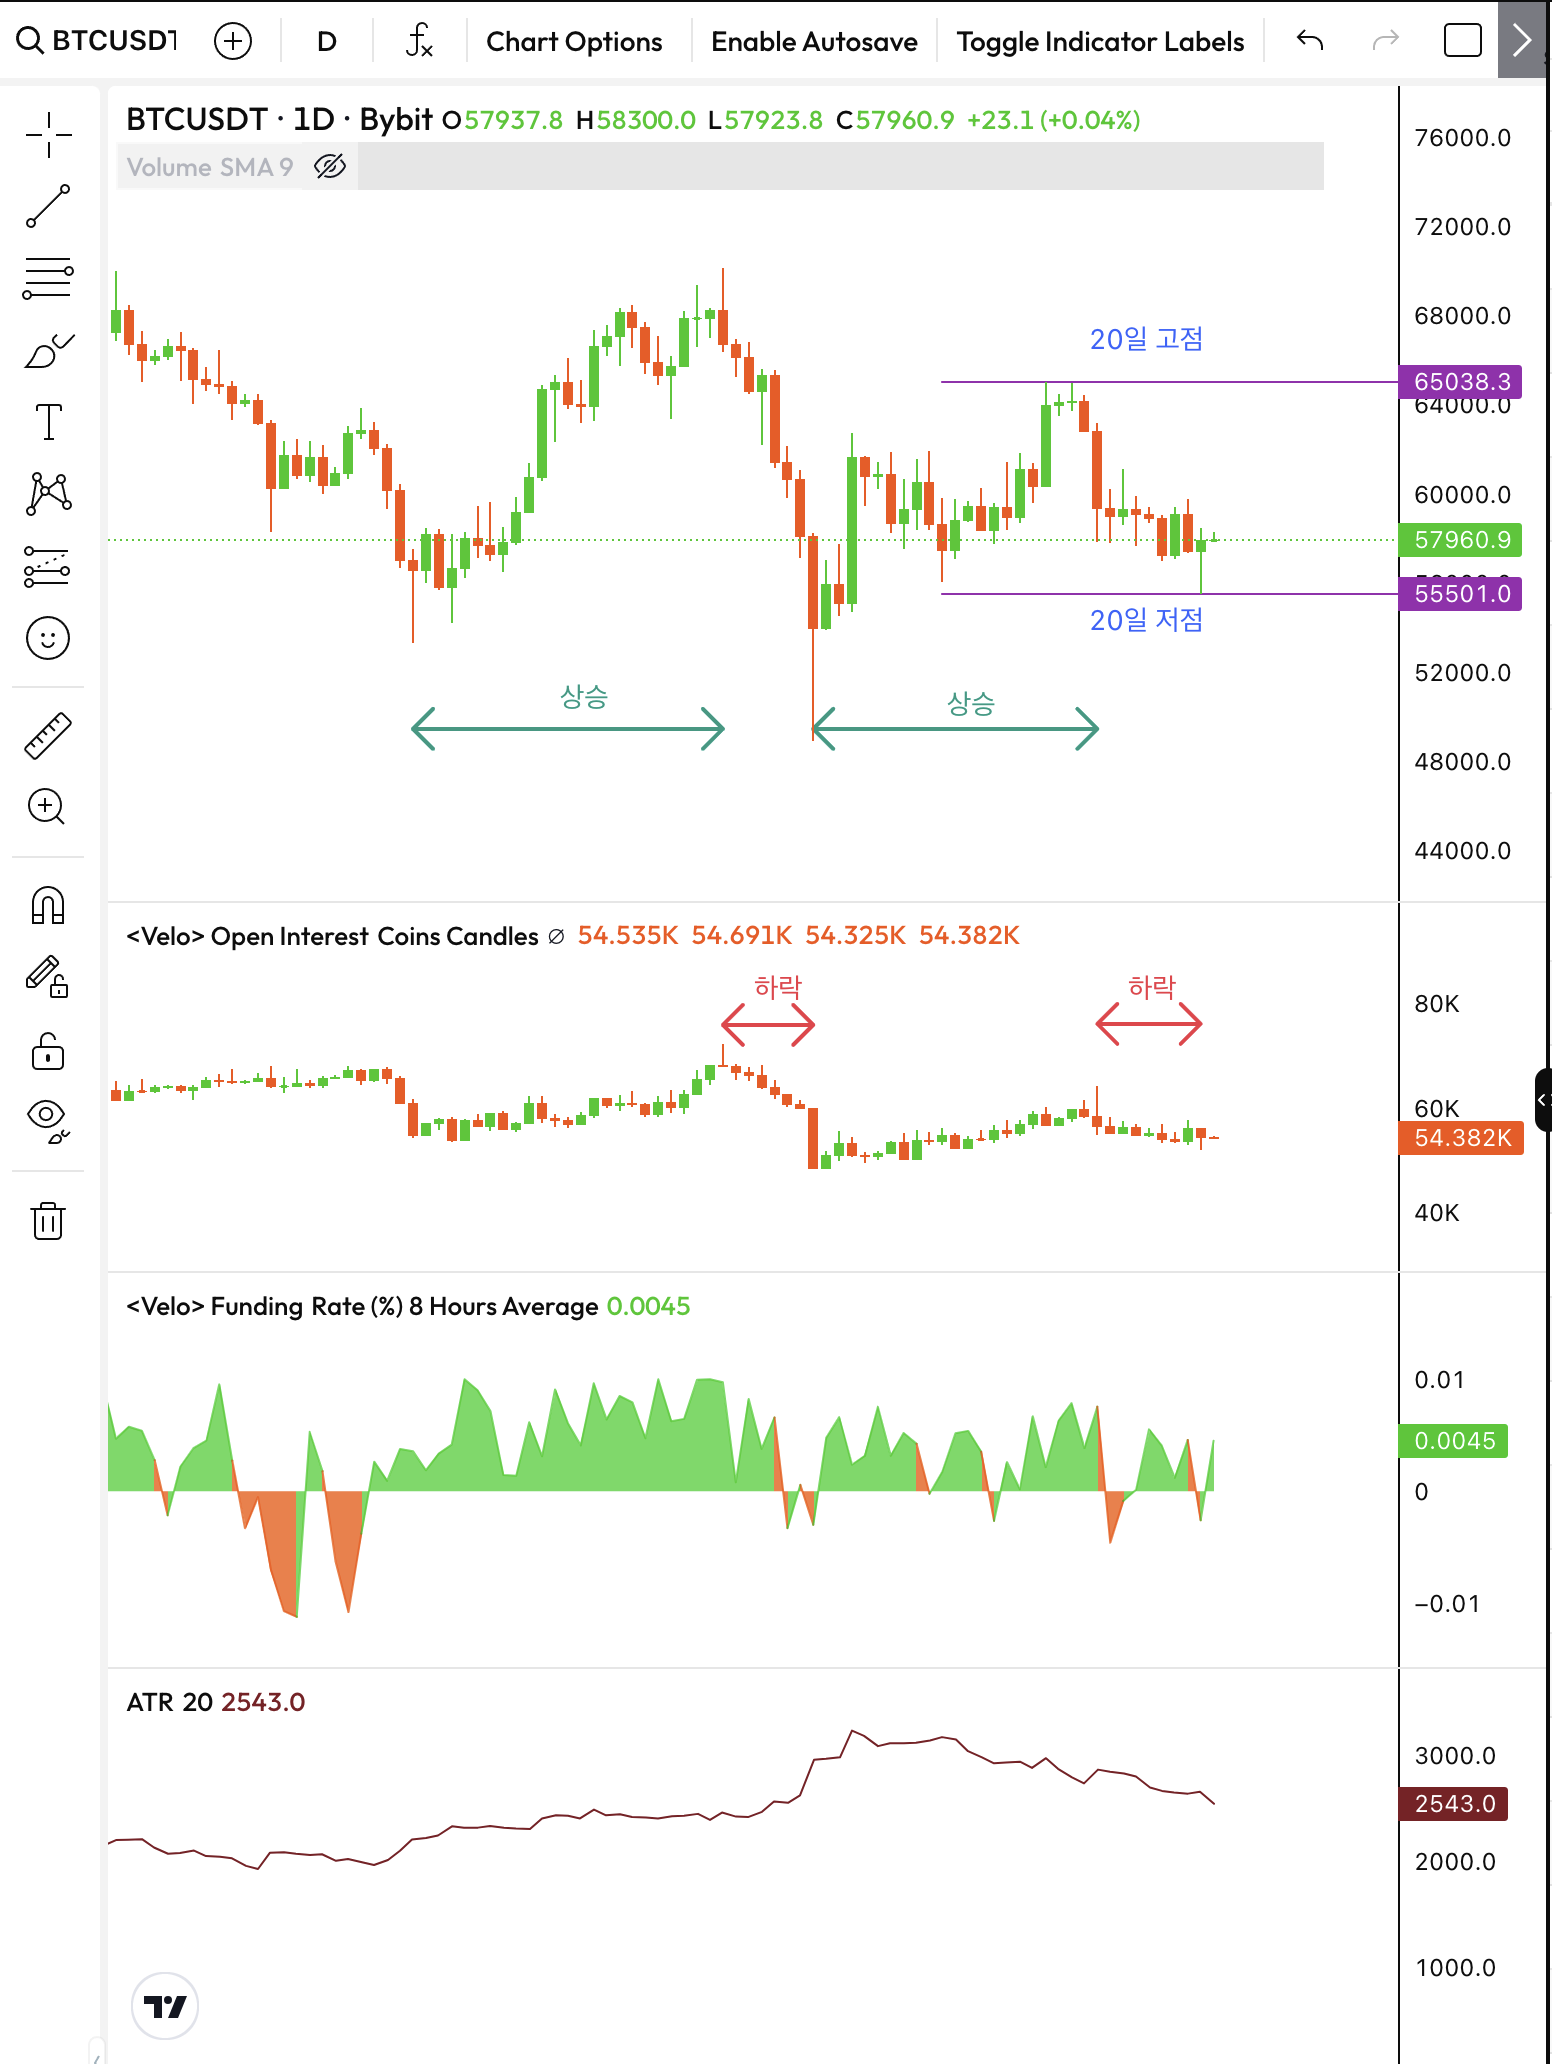 BTCUSDT
D
fx
Chart Options
Enable Autosave
Toggle Indicator Labels
BTCUSDT · 1D · Bybit O57937.8 H58300.0 L57923.8 C57960.9 +23.1 (+0.04%)
Volume SMA 9
76000.0
72000.0
68000.0
20일 고점
65038.3
64000.0
60000.0
57960.9
55501.0
20일 저점
52000.0
상승
상승
48000.0
44000.0
<Velo> Open Interest Coins Candles ∅ 54.535K 54.691K 54.325K 54.382K
하락
하락
80K
60K
54.382K
40K
<Velo> Funding Rate (%) 8 Hours Average 0.0045
0.01
0.0045
0
−0.01
ATR 20 2543.0
3000.0
2543.0
2000.0
1000.0